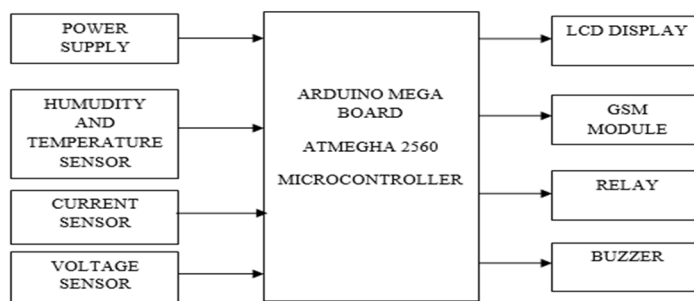 POWER
SUPPLY
HUMUDITY
AND
TEMPERATURE
SENSOR
CURRENT
SENSOR
VOLTAGE
SENSOR
ARDUINO MEGA
BOARD
ATMEGHA 2560
MICROCONTROLLER
LCD DISPLAY
GSM
MODULE
RELAY
BUZZER